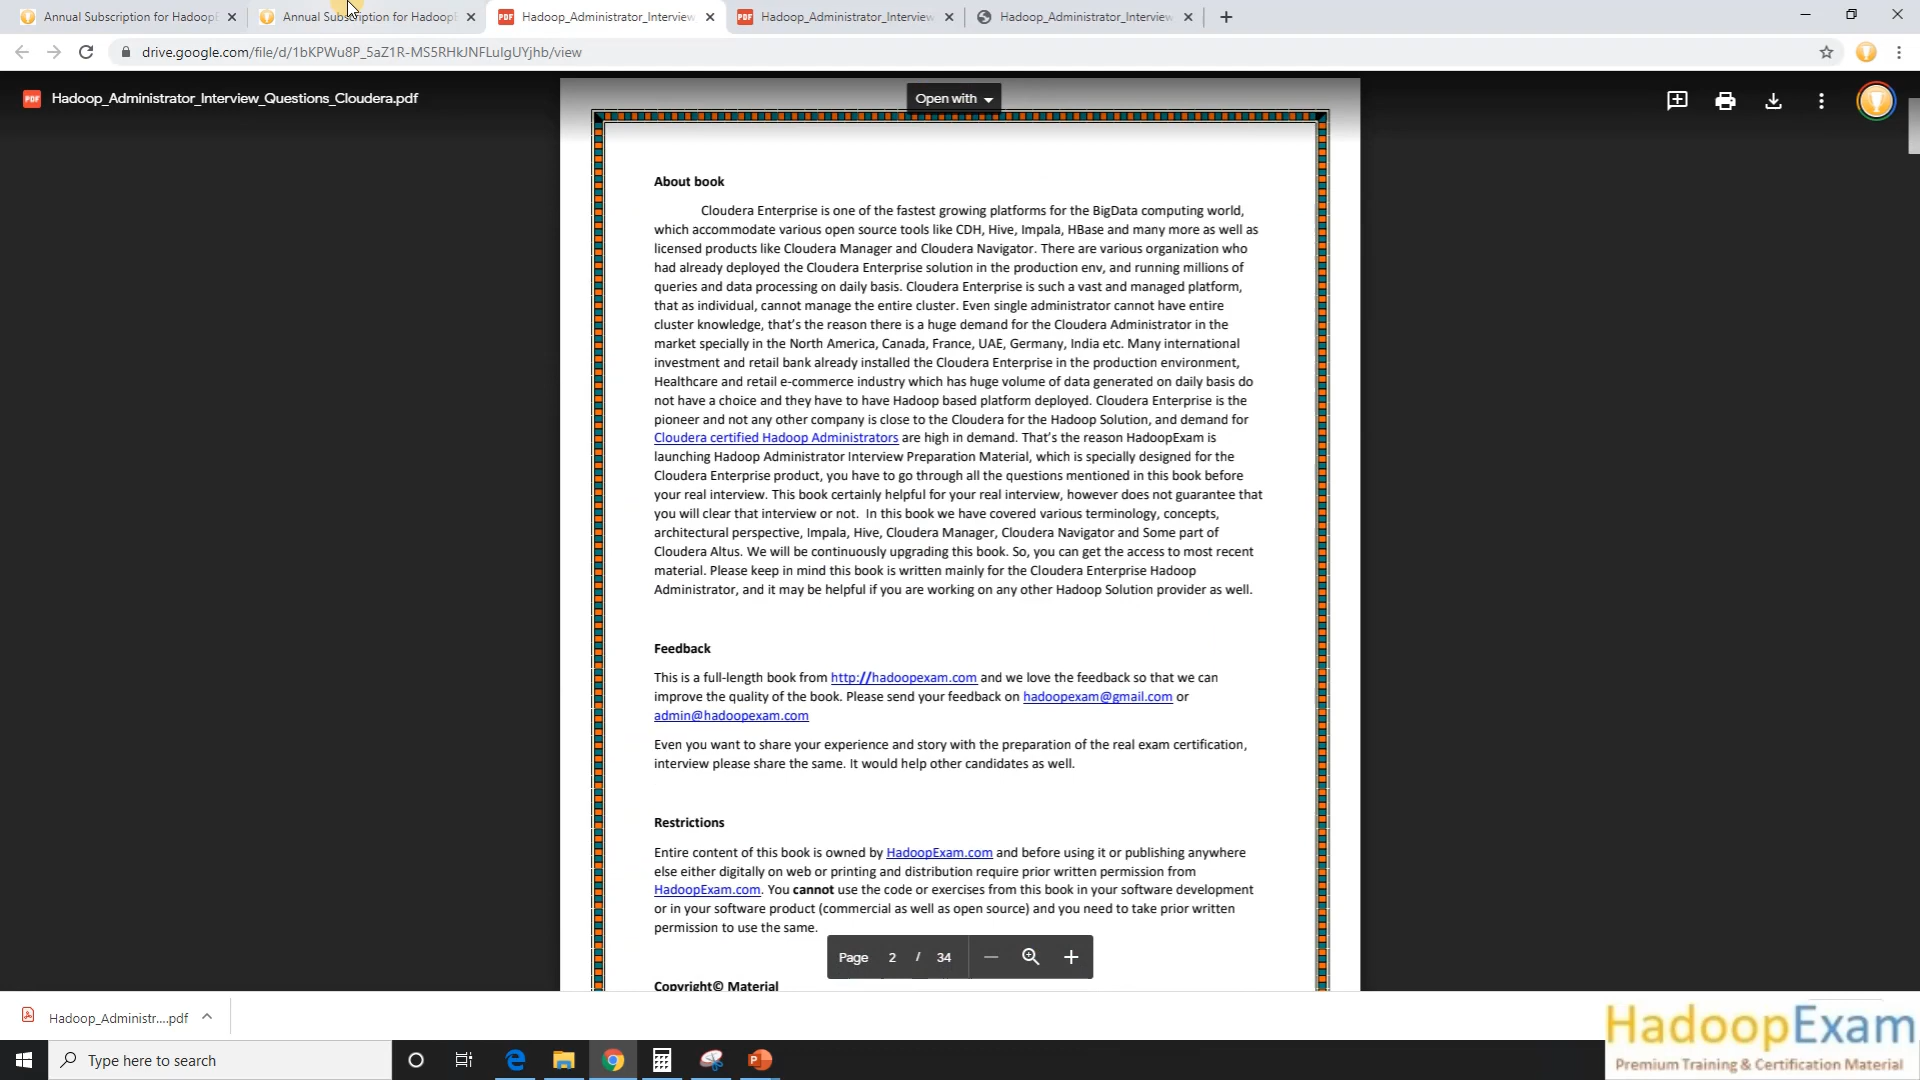 Annual Subscription for HadoopE
Annual Subscription for HadoopE
Hadoop_Administrator_Interview
Hadoop_Administrator_Interview
Hadoop_Administrator_Interview
drive.google.com/file/d/1bKPWu8P_5aZ1R-MS5RHkJNFLuIgUYjhb/view
PDF Hadoop_Administrator_Interview_Questions_Cloudera.pdf
Open with
About book
Cloudera Enterprise is one of the fastest growing platforms for the BigData computing world,
which accommodate various open source tools like CDH, Hive, Impala, HBase and many more as well as
licensed products like Cloudera Manager and Cloudera Navigator. There are various organization who
had already deployed the Cloudera Enterprise solution in the production env, and running millions of
queries and data processing on daily basis. Cloudera Enterprise is such a vast and managed platform,
that as individual, cannot manage the entire cluster. Even single administrator cannot have entire
cluster knowledge, that's the reason there is a huge demand for the Cloudera Administrator in the
market specially in the North America, Canada, France, UAE, Germany, India etc. Many international
investment and retail bank already installed the Cloudera Enterprise in the production environment,
Healthcare and retail e-commerce industry which has huge volume of data generated on daily basis do
not have a choice and they have to have Hadoop based platform deployed. Cloudera Enterprise is the
pioneer and not any other company is close to the Cloudera for the Hadoop Solution, and demand for
Cloudera certified Hadoop Administrators are high in demand. That's the reason HadoopExam is
launching Hadoop Administrator Interview Preparation Material, which is specially designed for the
Cloudera Enterprise product, you have to go through all the questions mentioned in this book before
your real interview. This book certainly helpful for your real interview, however does not guarantee that
you will clear that interview or not. In this book we have covered various terminology, concepts,
architectural perspective, Impala, Hive, Cloudera Manager, Cloudera Navigator and Some part of
Cloudera Altus. We will be continuously upgrading this book. So, you can get the access to most recent
material. Please keep in mind this book is written mainly for the Cloudera Enterprise Hadoop
Administrator, and it may be helpful if you are working on any other Hadoop Solution provider as well.
Feedback
This is a full-length book from http://hadoopexam.com and we love the feedback so that we can
improve the quality of the book. Please send your feedback on hadoopexam@gmail.com or
admin@hadoopexam.com
Even you want to share your experience and story with the preparation of the real exam certification,
interview please share the same. It would help other candidates as well.
Restrictions
Entire content of this book is owned by HadoopExam.com and before using it or publishing anywhere
else either digitally on web or printing and distribution require prior written permission from
HadoopExam.com. You cannot use the code or exercises from this book in your software development
or in your software product (commercial as well as open source) and you need to take prior written
permission to use the same.
Page 2 / 34
Copyright© Material
Hadoop_Administr....pdf
HadoopExam
Premium Training & Certification Material
Type here to search